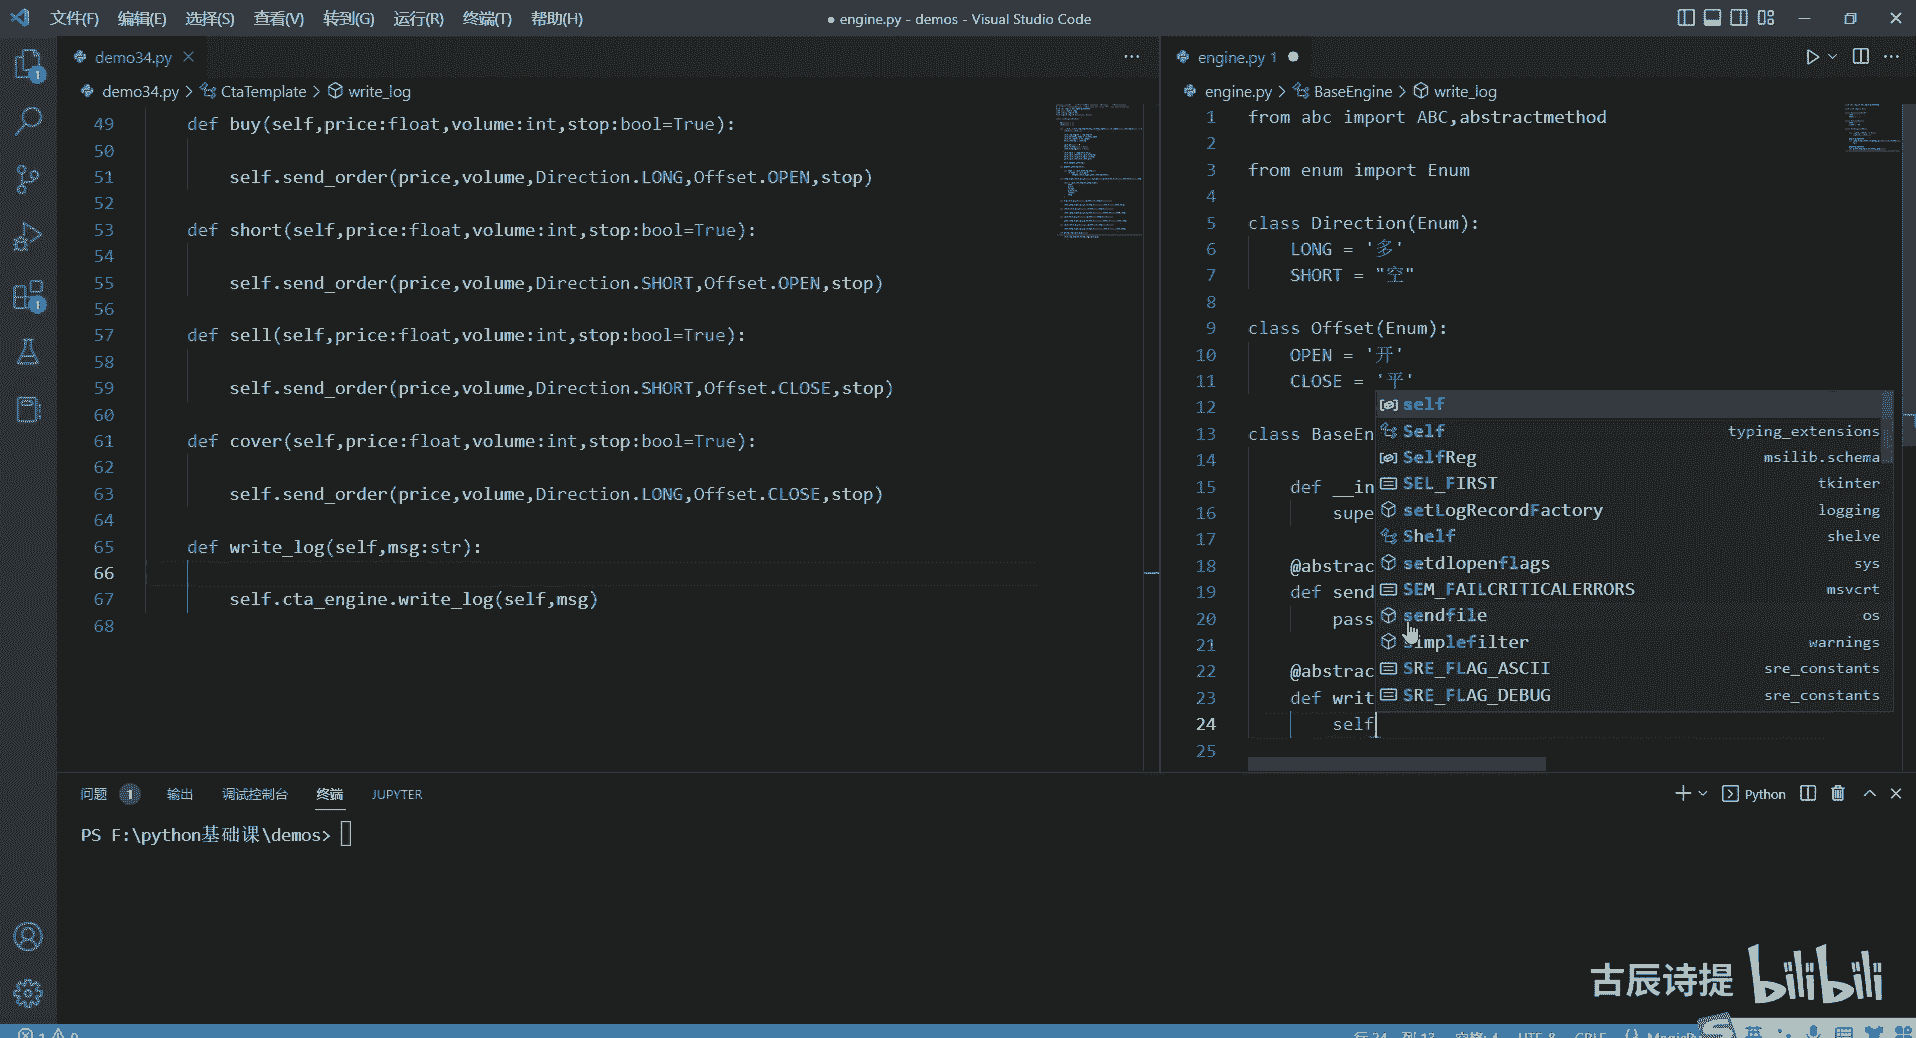 文件(F) 编辑(E) 选择(S) 查看(V) 转到(G) 运行(R) 终端(T) 帮助(H)
● engine.py - demos - Visual Studio Code
demo34.py
demo34.py > CtaTemplate > write_log
49 def buy(self,price:float,volume:int,stop:bool=True):
50
51 self.send_order(price,volume,Direction.LONG,Offset.OPEN,stop)
52
53 def short(self,price:float,volume:int,stop:bool=True):
54
55 self.send_order(price,volume,Direction.SHORT,Offset.OPEN,stop)
56
57 def sell(self,price:float,volume:int,stop:bool=True):
58
59 self.send_order(price,volume,Direction.SHORT,Offset.CLOSE,stop)
60
61 def cover(self,price:float,volume:int,stop:bool=True):
62
63 self.send_order(price,volume,Direction.LONG,Offset.CLOSE,stop)
64
65 def write_log(self,msg:str):
66
67 self.cta_engine.write_log(self,msg)
68
engine.py 1
engine.py > BaseEngine > write_log
1 from abc import ABC,abstractmethod
2
3 from enum import Enum
4
5 class Direction(Enum):
6 LONG = '多'
7 SHORT = "空"
8
9 class Offset(Enum):
10 OPEN = '开'
11 CLOSE = '平'
12
13 class BaseEn
14
15 def __in
16 supe
17
18 @abstrac
19 def send
20 pass
21
22 @abstrac
23 def writ
24 self
25
self
Self typing_extensions
SelfReg msilib.schema
SEL_FIRST tkinter
setLogRecordFactory logging
Shelf shelve
setdlopenflags sys
SEM_FAILCRITICALERRORS msvcrt
sendfile os
simplefilter warnings
SRE_FLAG_ASCII sre_constants
SRE_FLAG_DEBUG sre_constants
问题 1 输出 调试控制台 终端 JUPYTER
Python
PS F:\python基础课\demos>
古辰诗提 bilibili